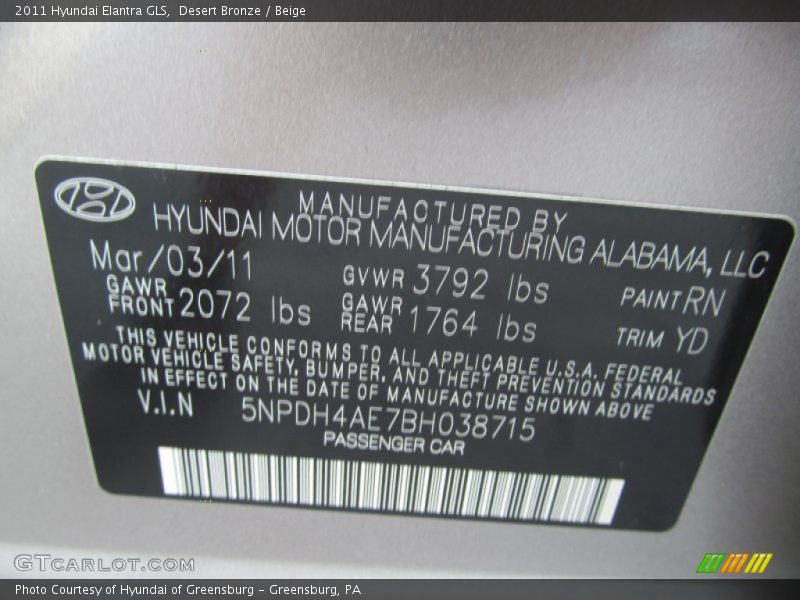 2011 Hyundai Elantra GLS, Desert Bronze / Beige
MANUFACTURED BY
HYUNDAI MOTOR MANUFACTURING ALABAMA, LLC
Mar/03/11
GVWR 3792 lbs
PAINT RN
GAWR FRONT 2072 lbs
GAWR REAR 1764 lbs
TRIM YD
THIS VEHICLE CONFORMS TO ALL APPLICABLE U.S.A. FEDERAL
MOTOR VEHICLE SAFETY, BUMPER, AND THEFT PREVENTION STANDARDS
IN EFFECT ON THE DATE OF MANUFACTURE SHOWN ABOVE
V.I.N 5NPDH4AE7BH038715
PASSENGER CAR
GTCARLOT.COM
Photo Courtesy of Hyundai of Greensburg - Greensburg, PA